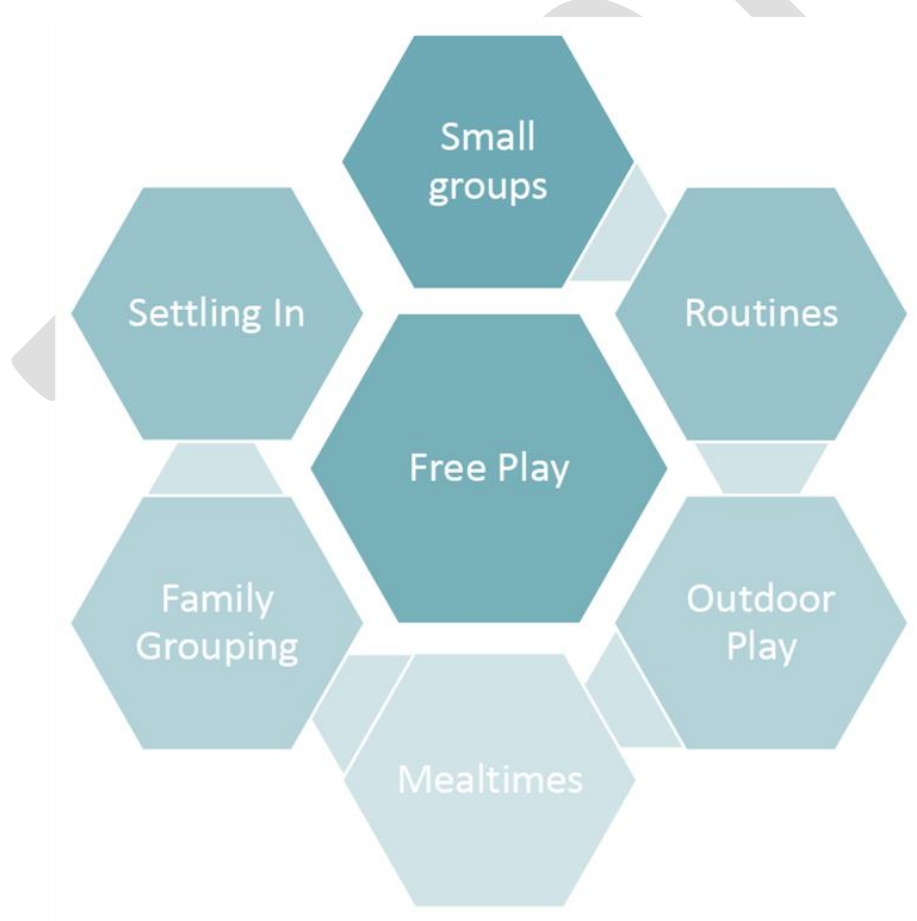 Small
groups
Settling In
Routines
Free Play
Family
Grouping
Outdoor
Play
Mealtimes